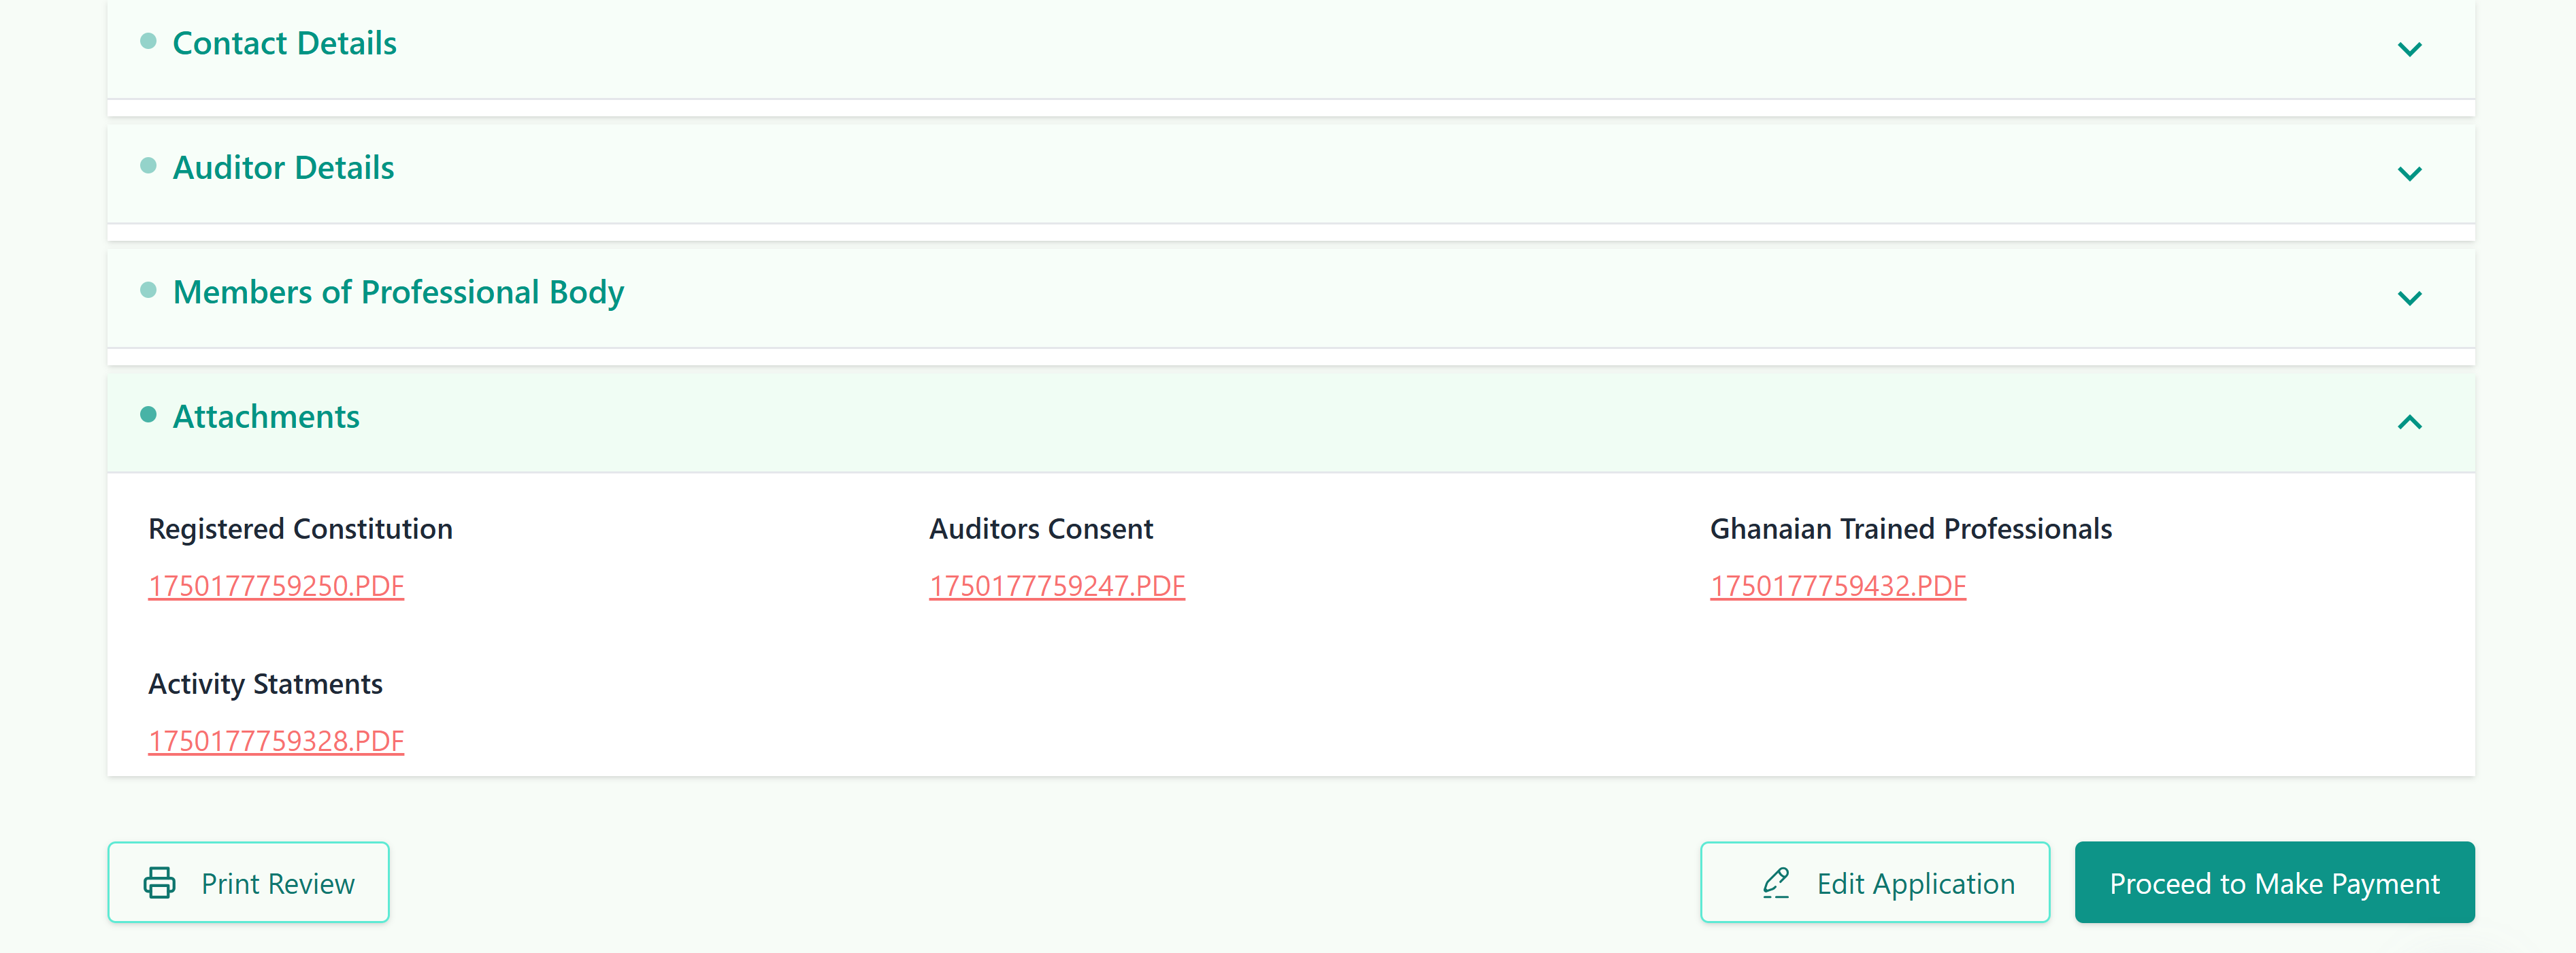 Contact Details
Auditor Details
Members of Professional Body
Attachments
Registered Constitution
Auditors Consent
Ghanaian Trained Professionals
1750177759250.PDF
1750177759247.PDF
1750177759432.PDF
Activity Statments
1750177759328.PDF
Print Review
Edit Application
Proceed to Make Payment